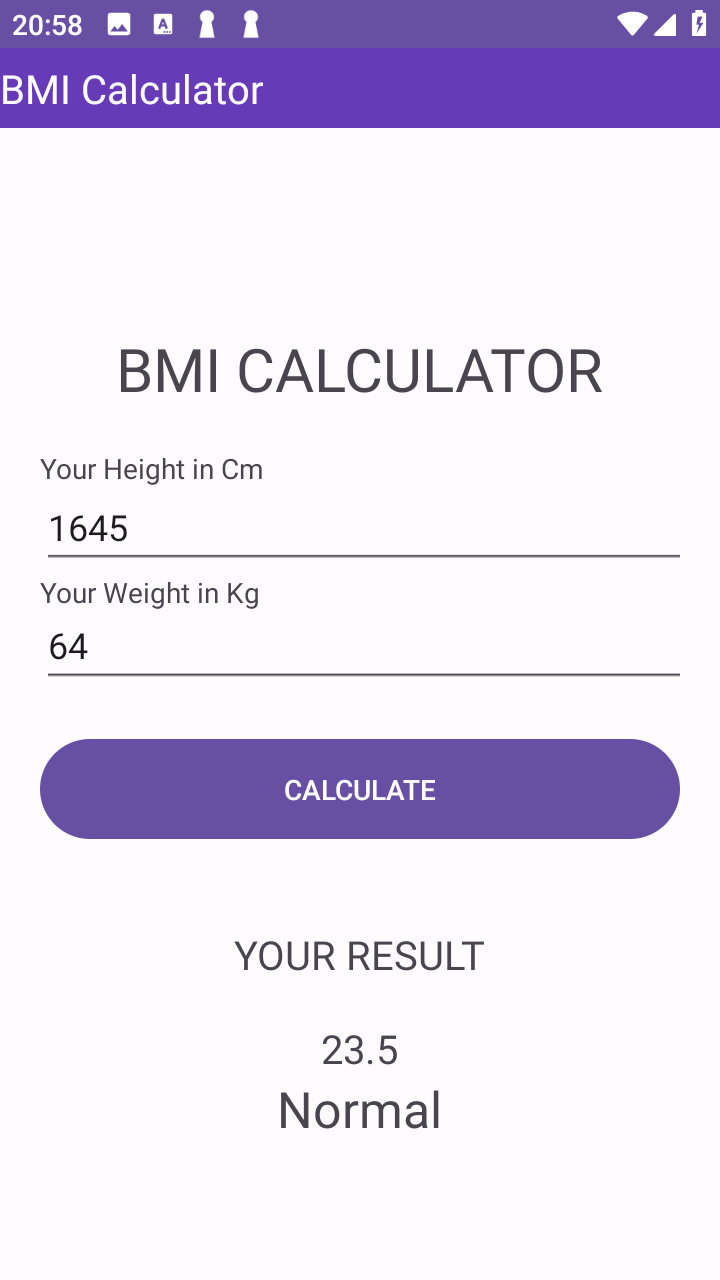 20:58
BMI Calculator
BMI CALCULATOR
Your Height in Cm
1645
Your Weight in Kg
64
CALCULATE
YOUR RESULT
23.5
Normal